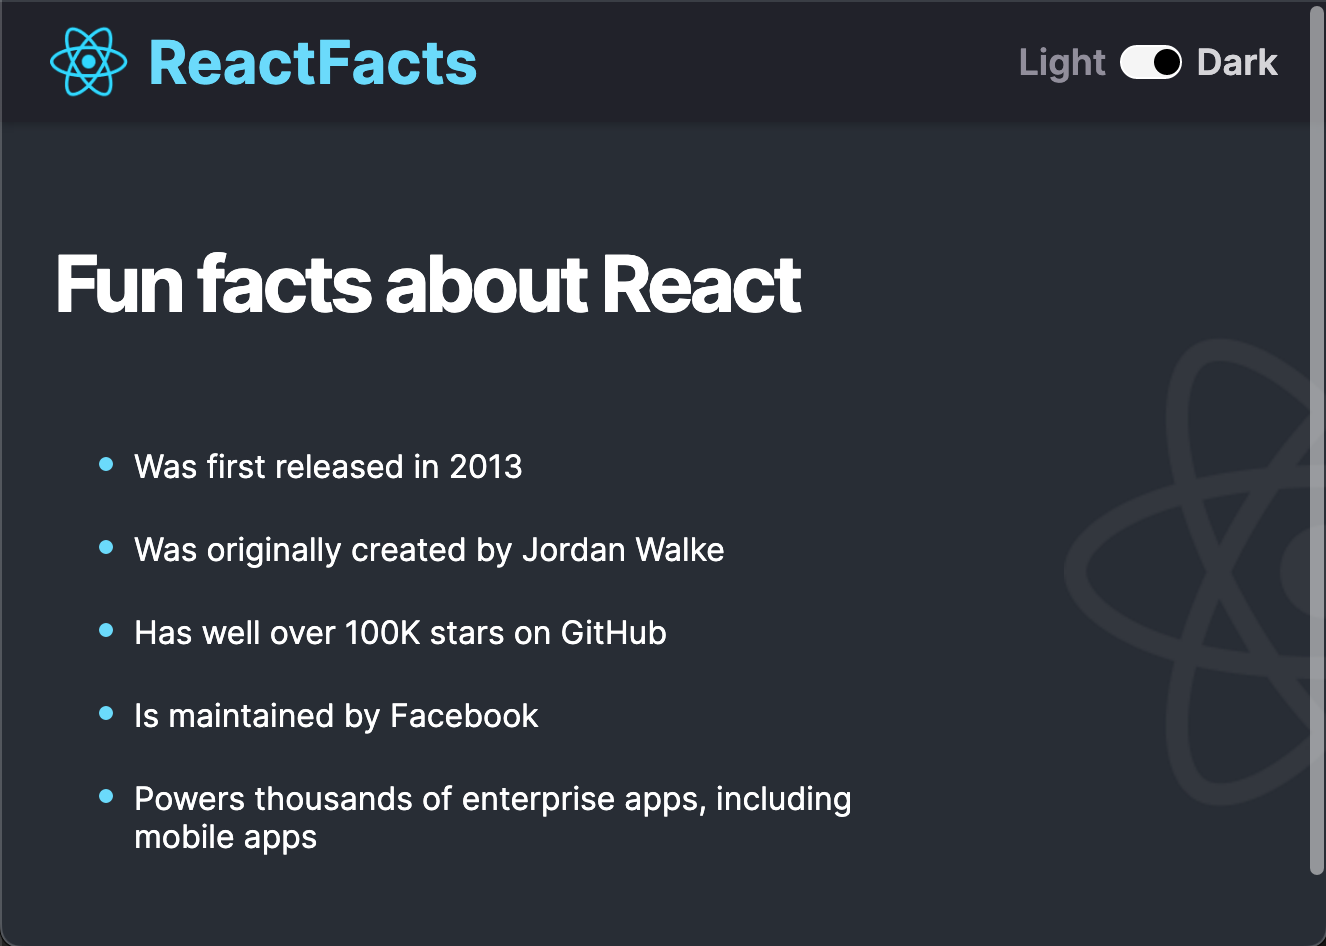 ReactFacts
Light Dark
Fun facts about React
Was first released in 2013
Was originally created by Jordan Walke
Has well over 100K stars on GitHub
Is maintained by Facebook
Powers thousands of enterprise apps, including
mobile apps